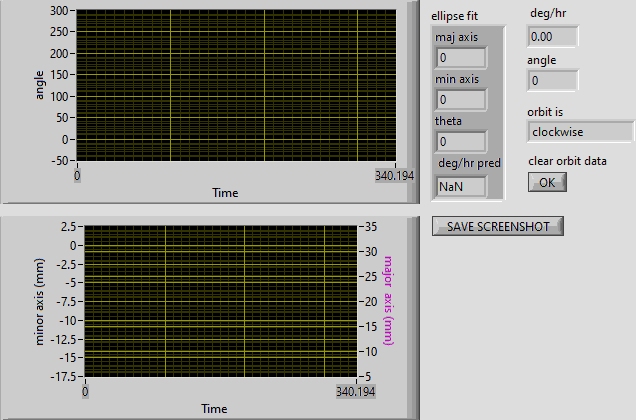 300
250
200
150
100
50
0
-50
angle
0
340.194
Time
ellipse fit
maj axis
0
min axis
0
theta
0
deg/hr pred
NaN
deg/hr
0.00
angle
0
orbit is
clockwise
clear orbit data
OK
SAVE SCREENSHOT
2.5
0
-2.5
-5
-7.5
-10
-12.5
-15
-17.5
minor axis (mm)
35
30
25
20
15
10
5
major axis (mm)
0
340.194
Time